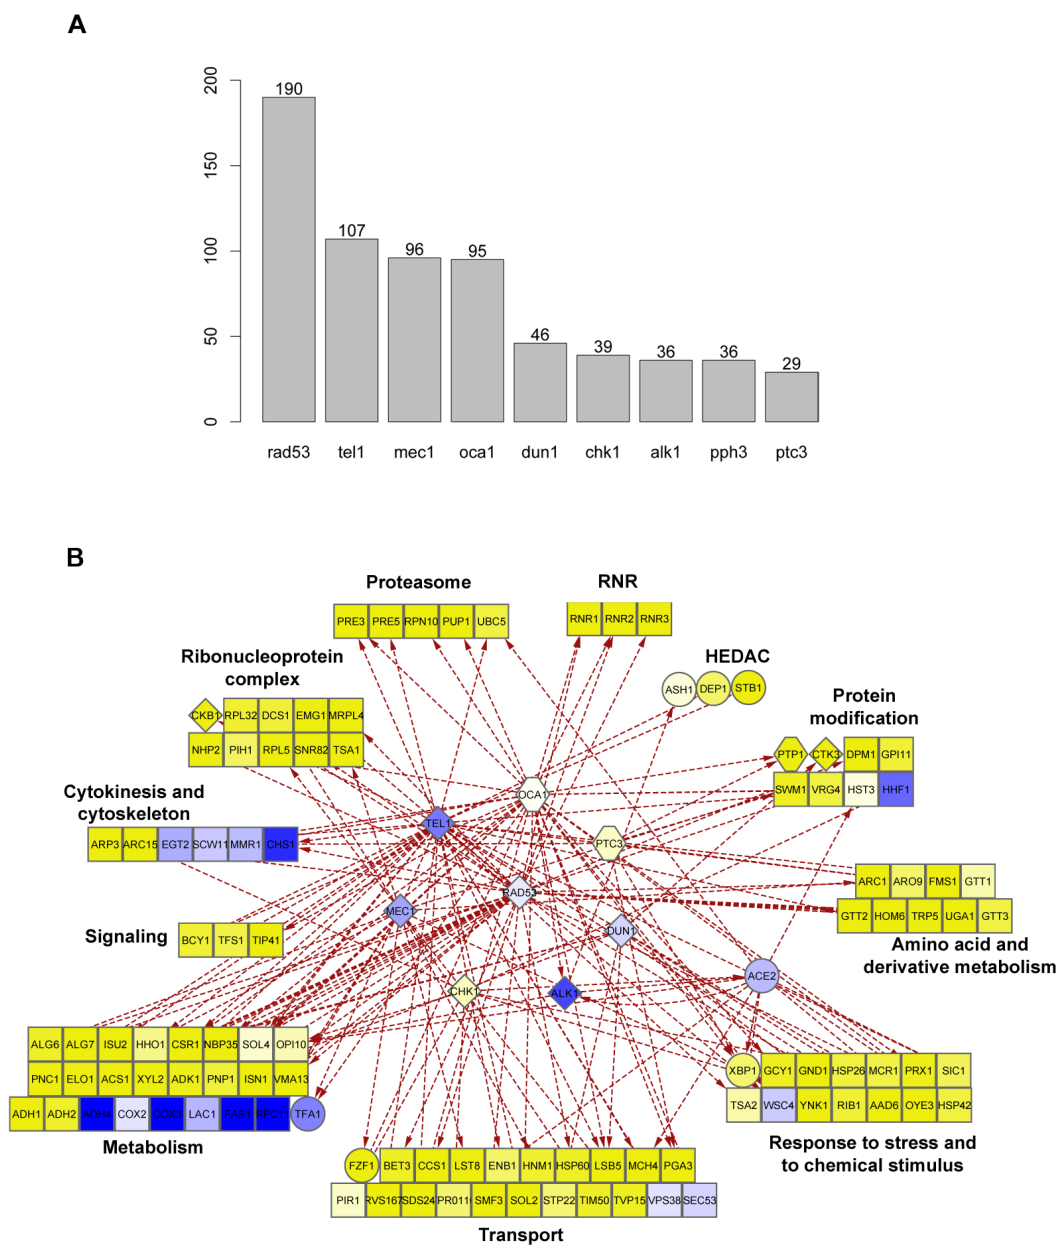 A
200
150
100
50
0
190
107
96
95
46
39
36
36
29
rad53 tel1 mec1 oca1 dun1 chk1 alk1 pph3 ptc3
B
Proteasome
PRE3 PRE5 RPN10 PUP1 UBC5
RNR
RNR1 RNR2 RNR3
HEDAC
ASH1 DEP1 STB1
Ribonucleoprotein
complex
CKB1 RPL32 DCS1 EMG1 MRPL4
NHP2 PIH1 RPL5 SNR82 TSA1
Protein
modification
PTP1 CTK3 DPM1 GPI11
SWM1 VRG4 HST3 HHF1
Cytokinesis and
cytoskeleton
ARP3 ARC15 EGT2 SCW11 MMR1 CHS1
OCA1
TEL1
PTC3
RAD53
MEC1
DUN1
CHK1
ALK1
ACE2
ARC1 ARO9 FMS1 GTT1
GTT2 HOM6 TRP5 UGA1 GTT3
Amino acid and
derivative metabolism
Signaling
BCY1 TFS1 TIP41
ALG6 ALG7 ISU2 HHO1 CSR1 NBP35 SOL4 OPI10
PNC1 ELO1 ACS1 XYL2 ADK1 PNP1 ISN1 VMA13
ADH1 ADH2 ADH4 COX2 COX3 LAC1 FAS1 RPC11 TFA1
Metabolism
XBP1 GCY1 GND1 HSP26 MCR1 PRX1 SIC1
TSA2 WSC4 YNK1 RIB1 AAD6 OYE3 HSP42
Response to stress and
to chemical stimulus
FZF1 BET3 CCS1 LST8 ENB1 HNM1 HSP60 LSB5 MCH4 PGA3
PIR1 RVS167 SDS24 PRO11 SMF3 SOL2 STP22 TIM50 TVP15 VPS38 SEC53
Transport